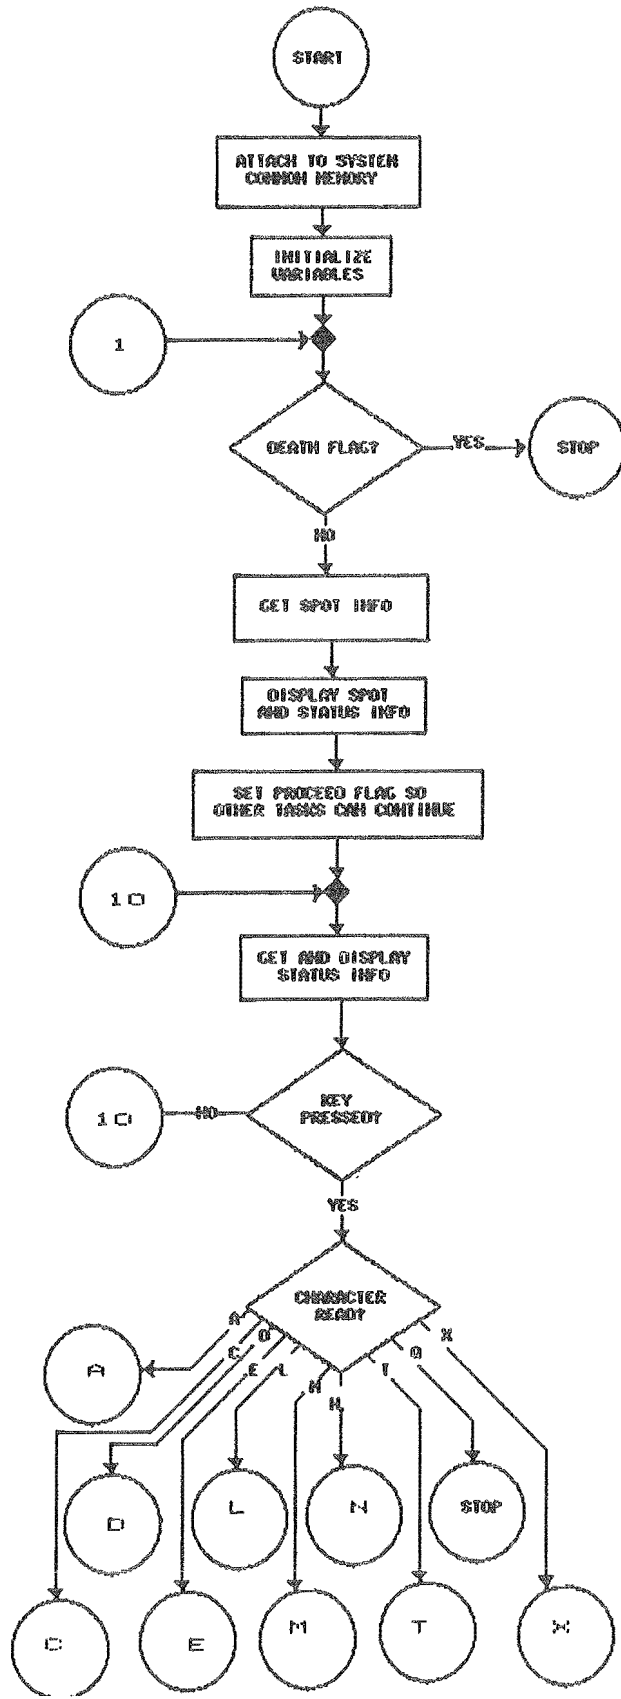 START
ATTACH TO SYSTEM
COMMON MEMORY
INITIALIZE
VARIABLES
1
DEATH FLAG?
YES
STOP
NO
GET SPOT INFO
DISPLAY SPOT
AND STATUS INFO
SET PROCEED FLAG SO
OTHER TASKS CAN CONTINUE
10
GET AND DISPLAY
STATUS INFO
KEY
PRESSED?
NO
10
YES
CHARACTER
READ?
A
C
D
E
L
M
N
T
Q
X
A
D
L
N
STOP
C
E
M
T
X